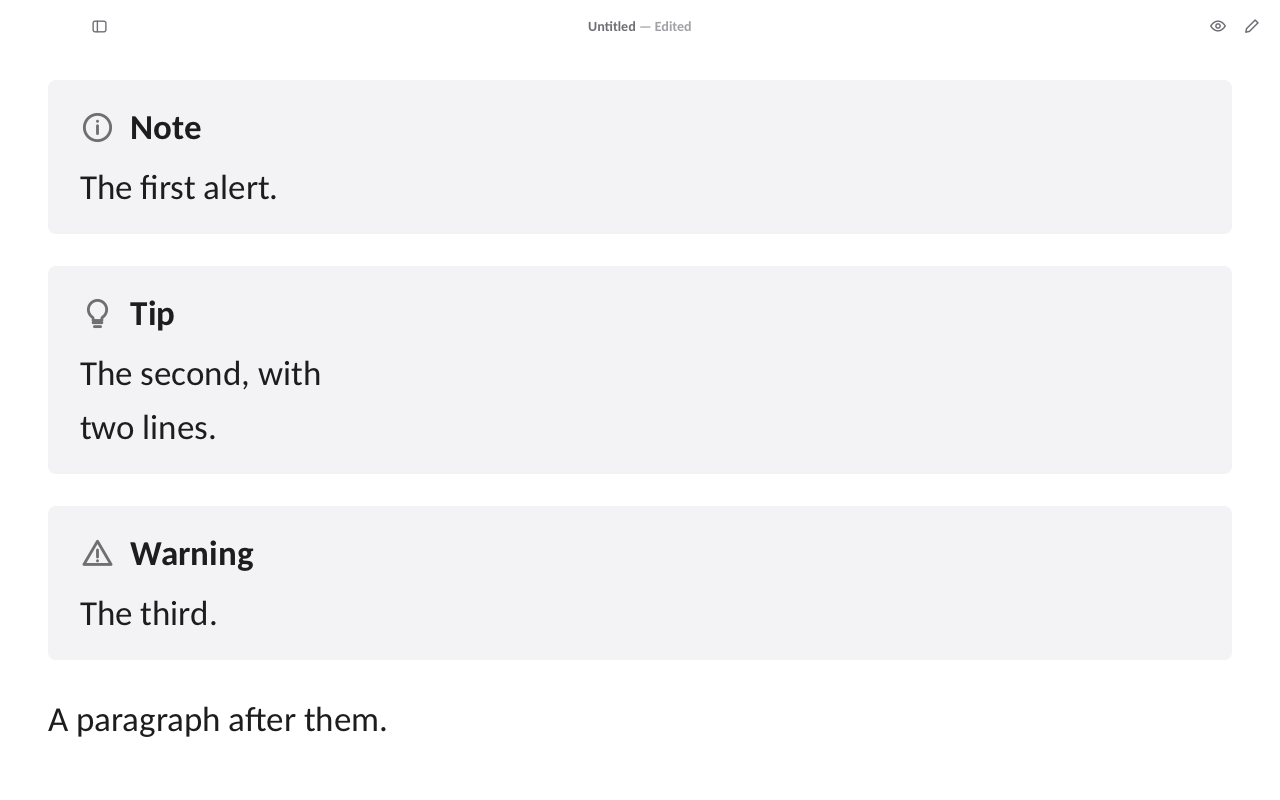 Untitled — Edited
Note
The first alert.
Tip
The second, with
two lines.
Warning
The third.
A paragraph after them.